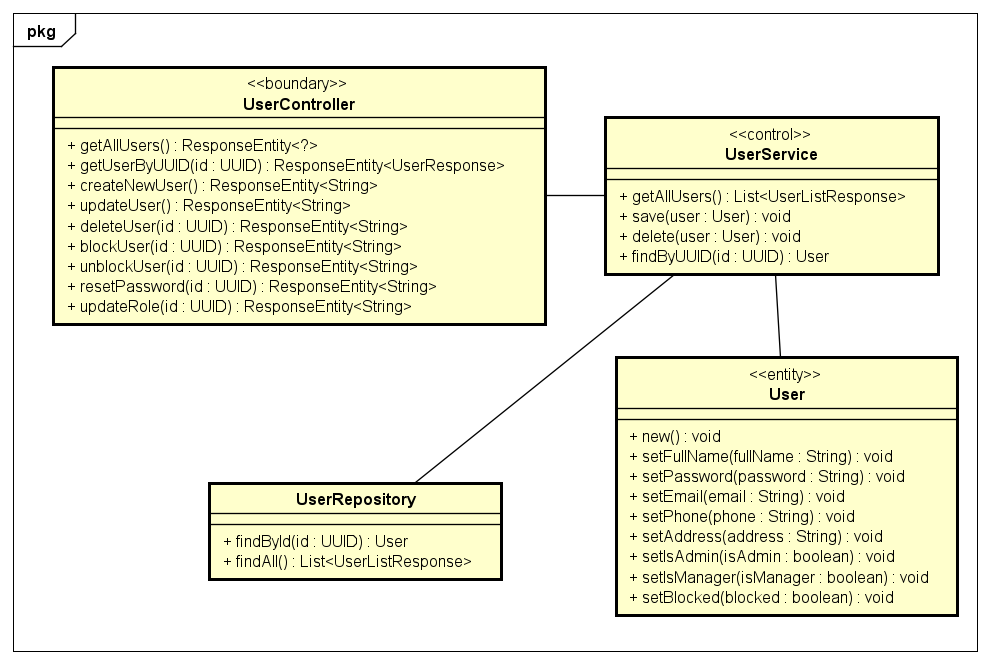 pkg
<<boundary>>
UserController
+ getAllUsers() : ResponseEntity<?>
+ getUserByUUID(id : UUID) : ResponseEntity<UserResponse>
+ createNewUser() : ResponseEntity<String>
+ updateUser() : ResponseEntity<String>
+ deleteUser(id : UUID) : ResponseEntity<String>
+ blockUser(id : UUID) : ResponseEntity<String>
+ unblockUser(id : UUID) : ResponseEntity<String>
+ resetPassword(id : UUID) : ResponseEntity<String>
+ updateRole(id : UUID) : ResponseEntity<String>
<<control>>
UserService
+ getAllUsers() : List<UserListResponse>
+ save(user : User) : void
+ delete(user : User) : void
+ findByUUID(id : UUID) : User
<<entity>>
User
+ new() : void
+ setFullName(fullName : String) : void
+ setPassword(password : String) : void
+ setEmail(email : String) : void
+ setPhone(phone : String) : void
+ setAddress(address : String) : void
+ setIsAdmin(isAdmin : boolean) : void
+ setIsManager(isManager : boolean) : void
+ setBlocked(blocked : boolean) : void
UserRepository
+ findById(id : UUID) : User
+ findAll() : List<UserListResponse>